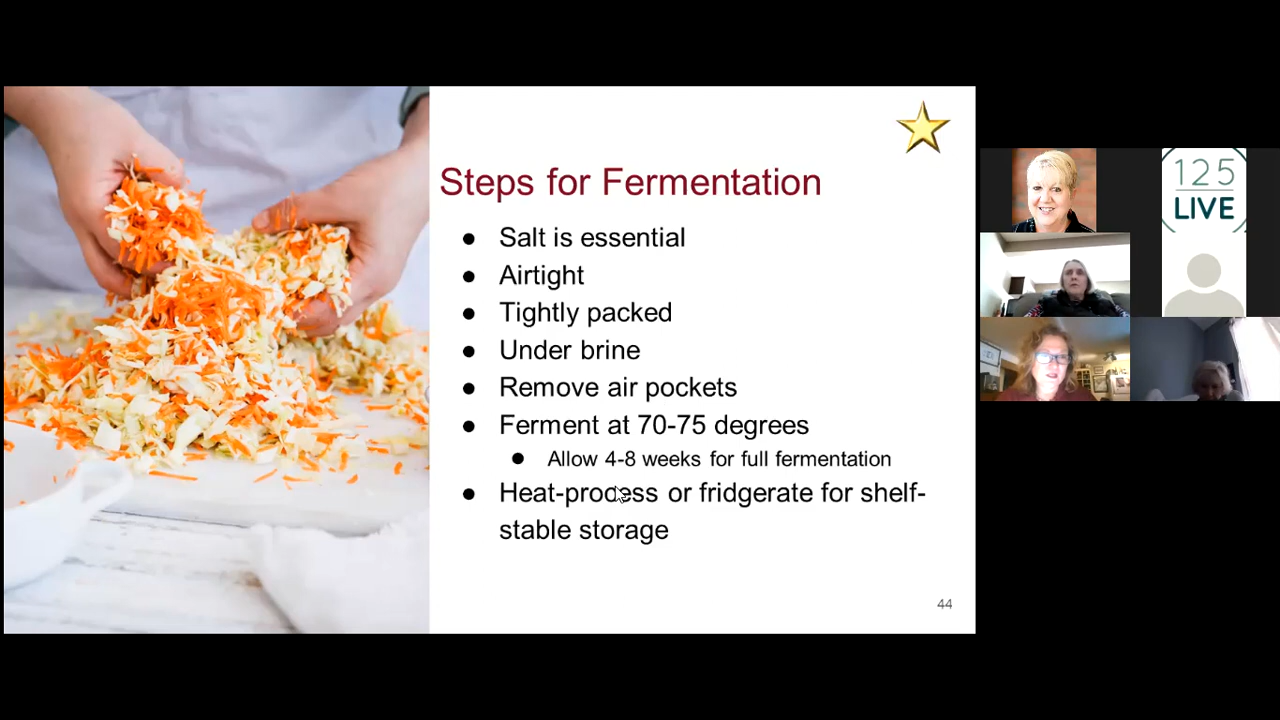 Steps for Fermentation
● Salt is essential
● Airtight
● Tightly packed
● Under brine
● Remove air pockets
● Ferment at 70-75 degrees
● Allow 4-8 weeks for full fermentation
● Heat-process or fridgerate for shelf-
stable storage
44
125
LIVE